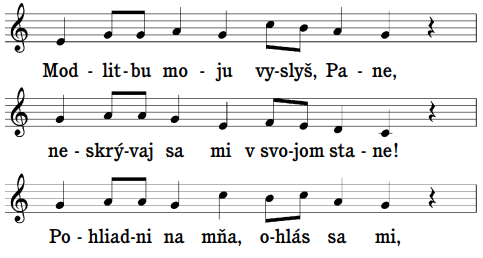 Mod - lit - bu mo - ju vy-slyš, Pa - ne,
ne - skrý-vaj sa mi v svo-jom sta - ne!
Po - hliad-ni na mňa, o-hlás sa mi,